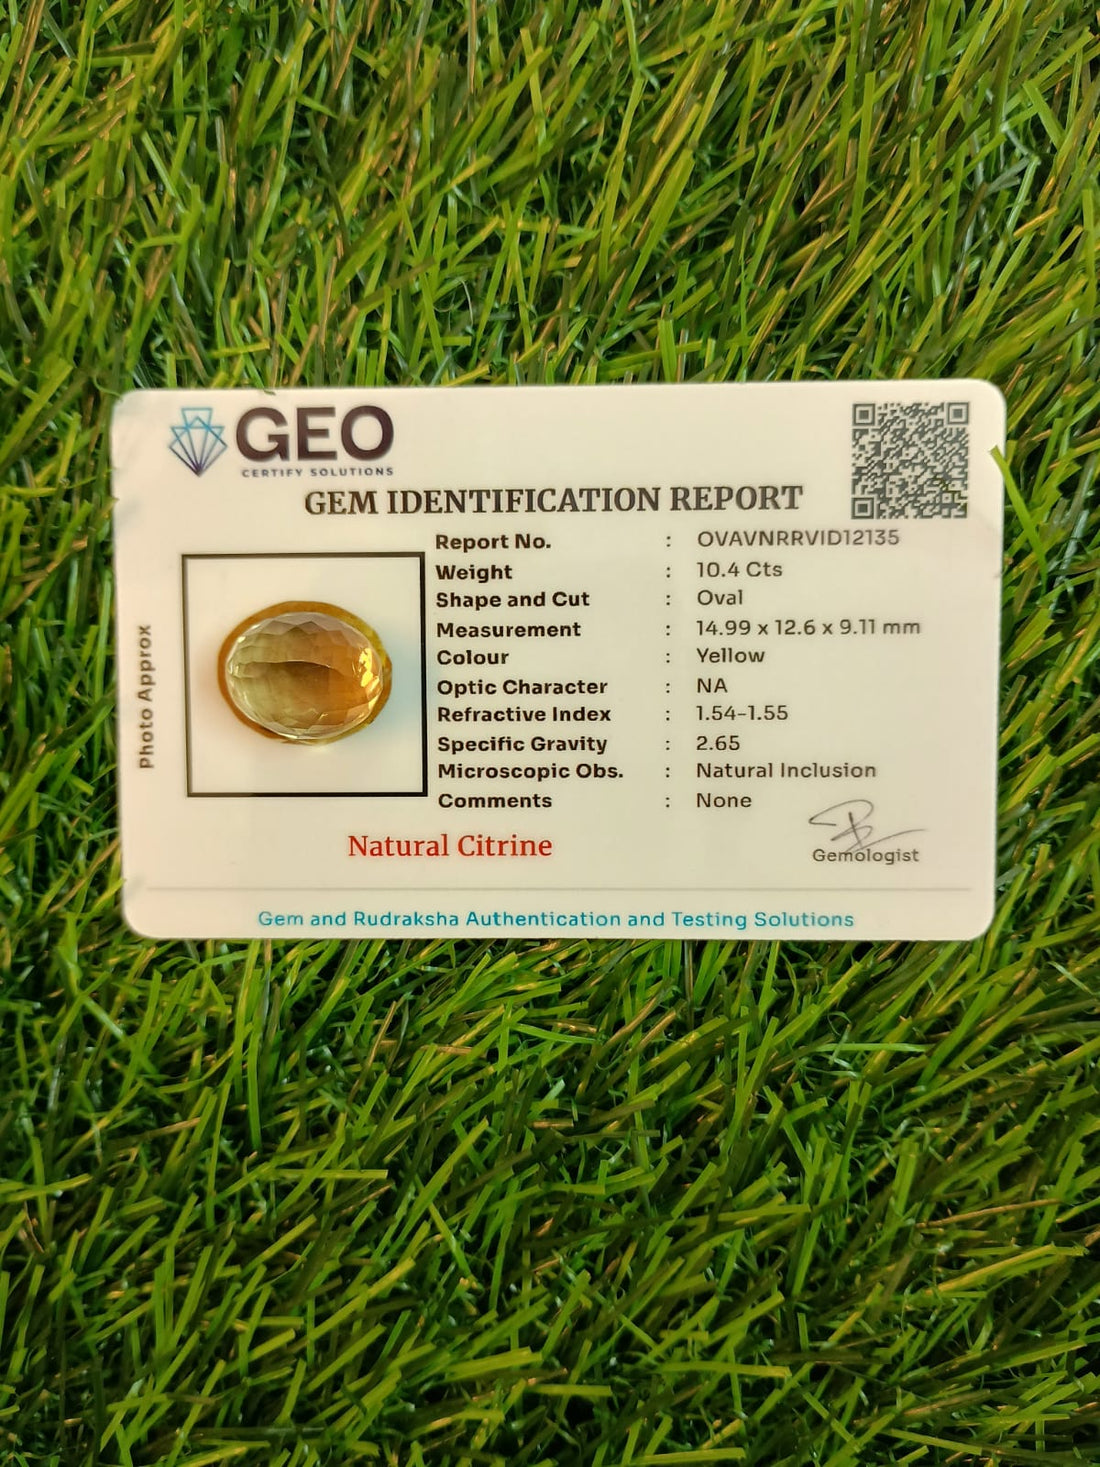 GEO
CERTIFY SOLUTIONS
GEM IDENTIFICATION REPORT
Report No. : OVAVNRRVID12135
Weight : 10.4 Cts
Shape and Cut : Oval
Measurement : 14.99 x 12.6 x 9.11 mm
Colour : Yellow
Optic Character : NA
Refractive Index : 1.54-1.55
Specific Gravity : 2.65
Microscopic Obs. : Natural Inclusion
Comments : None
Photo Approx
Natural Citrine
Gemologist
Gem and Rudraksha Authentication and Testing Solutions